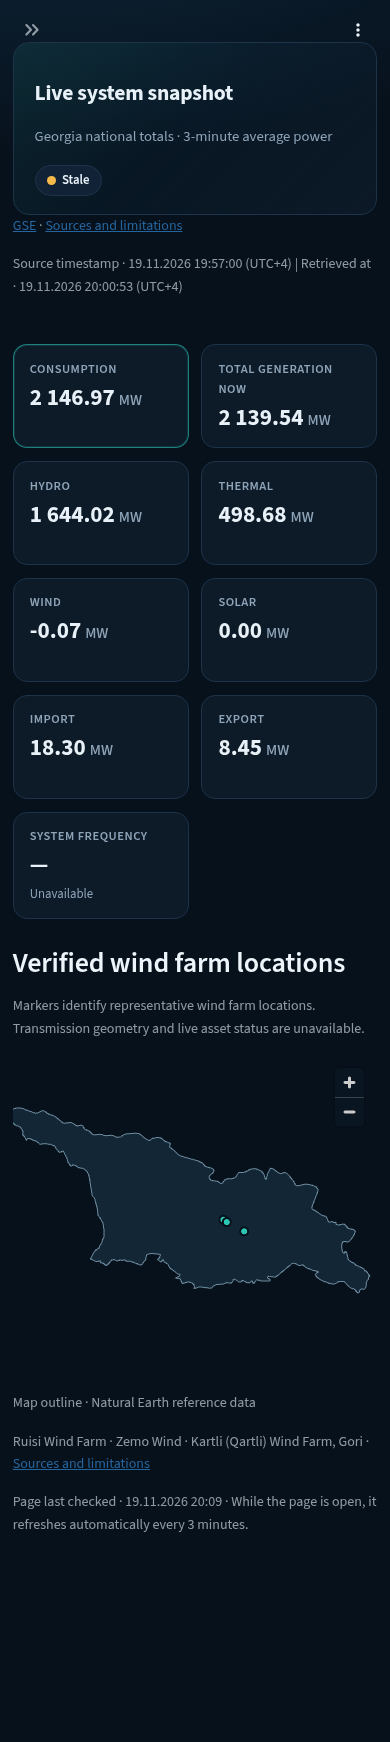 Live system snapshot
Georgia national totals · 3-minute average power
Stale
GSE · Sources and limitations
Source timestamp · 19.11.2026 19:57:00 (UTC+4) | Retrieved at
· 19.11.2026 20:00:53 (UTC+4)
CONSUMPTION
2 146.97 MW
TOTAL GENERATION
NOW
2 139.54 MW
HYDRO
1 644.02 MW
THERMAL
498.68 MW
WIND
-0.07 MW
SOLAR
0.00 MW
IMPORT
18.30 MW
EXPORT
8.45 MW
SYSTEM FREQUENCY
—
Unavailable
Verified wind farm locations
Markers identify representative wind farm locations.
Transmission geometry and live asset status are unavailable.
Map outline · Natural Earth reference data
Ruisi Wind Farm · Zemo Wind · Kartli (Qartli) Wind Farm, Gori ·
Sources and limitations
Page last checked · 19.11.2026 20:09 · While the page is open, it
refreshes automatically every 3 minutes.